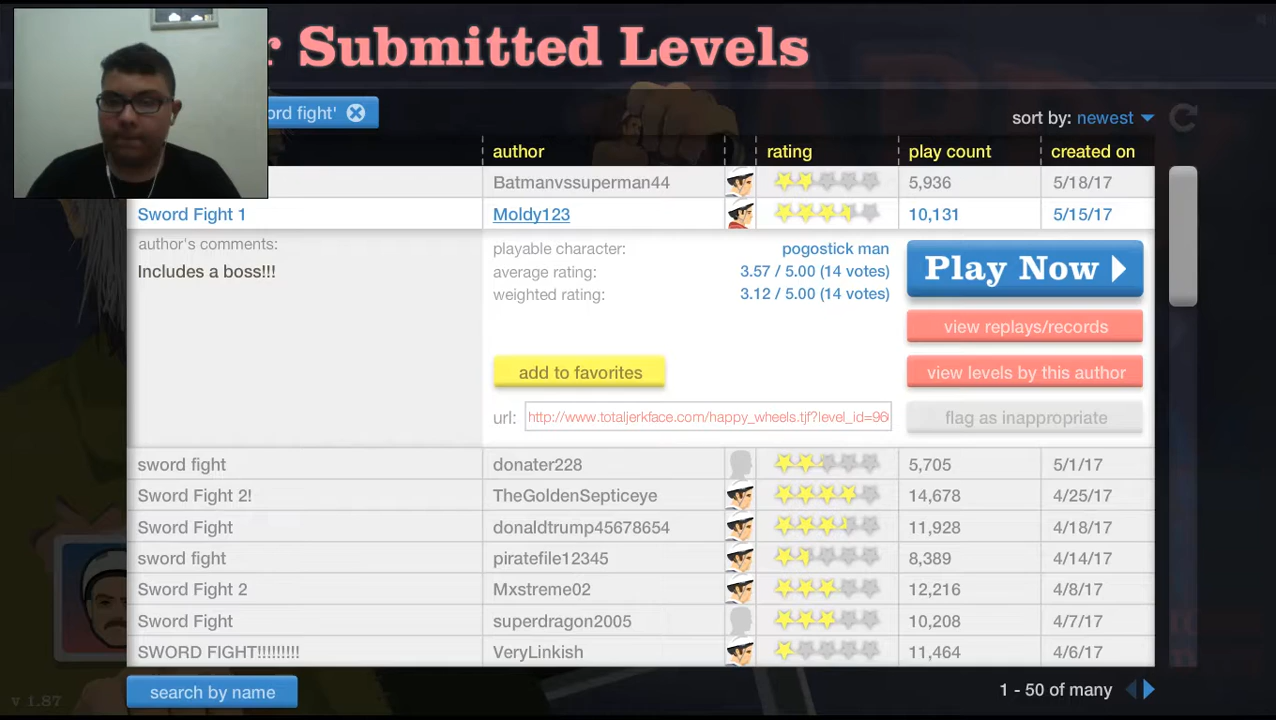 r Submitted Levels
ord fight'
sort by: newest
author rating play count created on
Batmanvssuperman44 5,936 5/18/17
Sword Fight 1 Moldy123 10,131 5/15/17
author's comments:
Includes a boss!!!
playable character: pogostick man
average rating: 3.57 / 5.00 (14 votes)
weighted rating: 3.12 / 5.00 (14 votes)
Play Now
view replays/records
add to favorites
view levels by this author
url: http://www.totaljerkface.com/happy_wheels.tjf?level_id=96
flag as inappropriate
sword fight donater228 5,705 5/1/17
Sword Fight 2! TheGoldenSepticeye 14,678 4/25/17
Sword Fight donaldtrump45678654 11,928 4/18/17
sword fight piratefile12345 8,389 4/14/17
Sword Fight 2 Mxstreme02 12,216 4/8/17
Sword Fight superdragon2005 10,208 4/7/17
SWORD FIGHT!!!!!!!!! VeryLinkish 11,464 4/6/17
search by name
1 - 50 of many
v 1.87